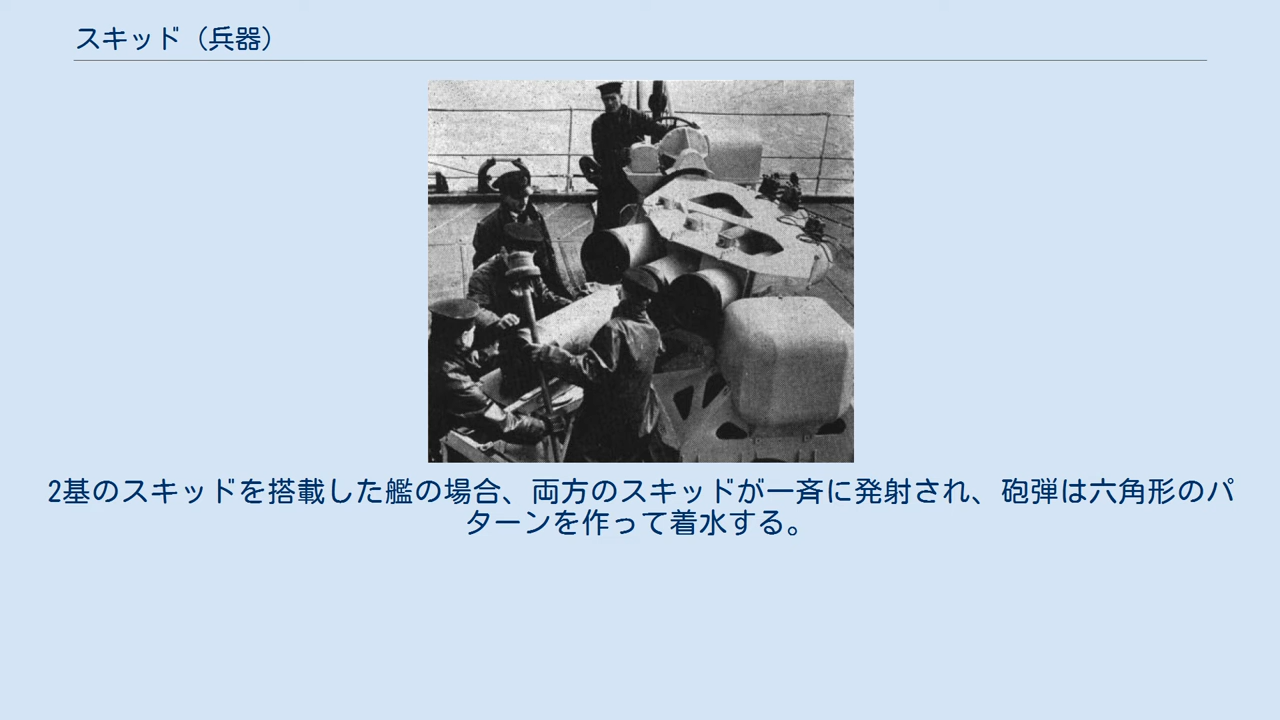 スキッド（兵器）
2基のスキッドを搭載した艦の場合、両方のスキッドが一斉に発射され、砲弾は六角形のパ
ターンを作って着水する。